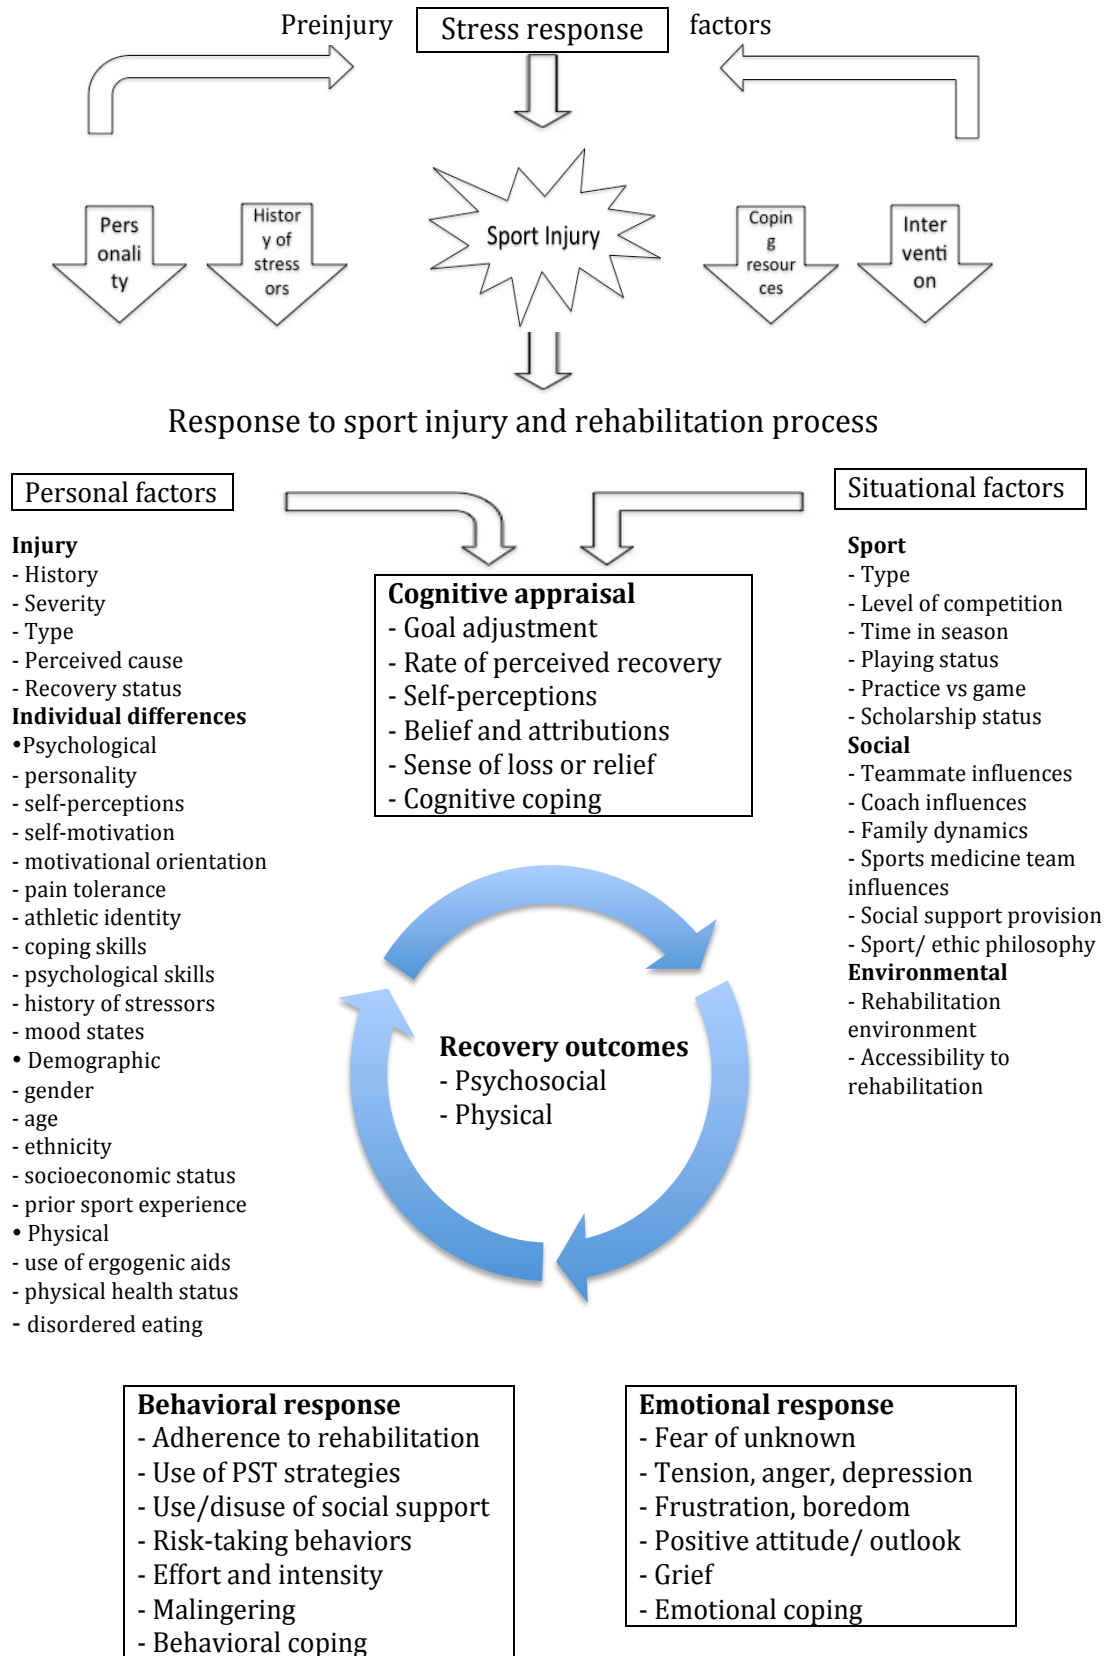 Preinjury Stress response factors
Pers
onali
ty
Histor
y of
stress
ors
Sport Injury
Copin
g
resour
ces
Inter
venti
on
Response to sport injury and rehabilitation process
Personal factors
Injury
- History
- Severity
- Type
- Perceived cause
- Recovery status
Individual differences
•Psychological
- personality
- self-perceptions
- self-motivation
- motivational orientation
- pain tolerance
- athletic identity
- coping skills
- psychological skills
- history of stressors
- mood states
• Demographic
- gender
- age
- ethnicity
- socioeconomic status
- prior sport experience
• Physical
- use of ergogenic aids
- physical health status
- disordered eating
Cognitive appraisal
- Goal adjustment
- Rate of perceived recovery
- Self-perceptions
- Belief and attributions
- Sense of loss or relief
- Cognitive coping
Situational factors
Sport
- Type
- Level of competition
- Time in season
- Playing status
- Practice vs game
- Scholarship status
Social
- Teammate influences
- Coach influences
- Family dynamics
- Sports medicine team
influences
- Social support provision
- Sport/ ethic philosophy
Environmental
- Rehabilitation
environment
- Accessibility to
rehabilitation
Recovery outcomes
- Psychosocial
- Physical
Behavioral response
- Adherence to rehabilitation
- Use of PST strategies
- Use/disuse of social support
- Risk-taking behaviors
- Effort and intensity
- Malingering
- Behavioral coping
Emotional response
- Fear of unknown
- Tension, anger, depression
- Frustration, boredom
- Positive attitude/ outlook
- Grief
- Emotional coping